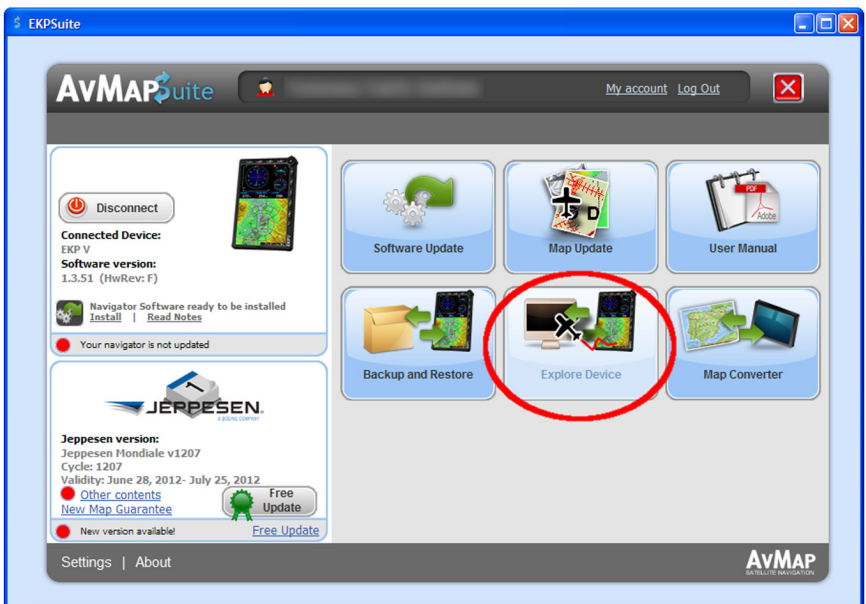 EKPSuite
AvMAPSuite
My account Log Out
Disconnect
Connected Device:
EKP V
Software version:
1.3.51 (HwRev: F)
Navigator Software ready to be installed
Install | Read Notes
Your navigator is not updated
JEPPESEN.
A BOEING COMPANY
Jeppesen version:
Jeppesen Mondiale v1207
Cycle: 1207
Validity: June 28, 2012- July 25, 2012
Other contents
New Map Guarantee
Free
Update
New version available!
Free Update
Software Update
D
Map Update
PDF
Adobe
User Manual
Backup and Restore
Explore Device
Map Converter
Settings | About
AvMAP
SATELLITE NAVIGATION